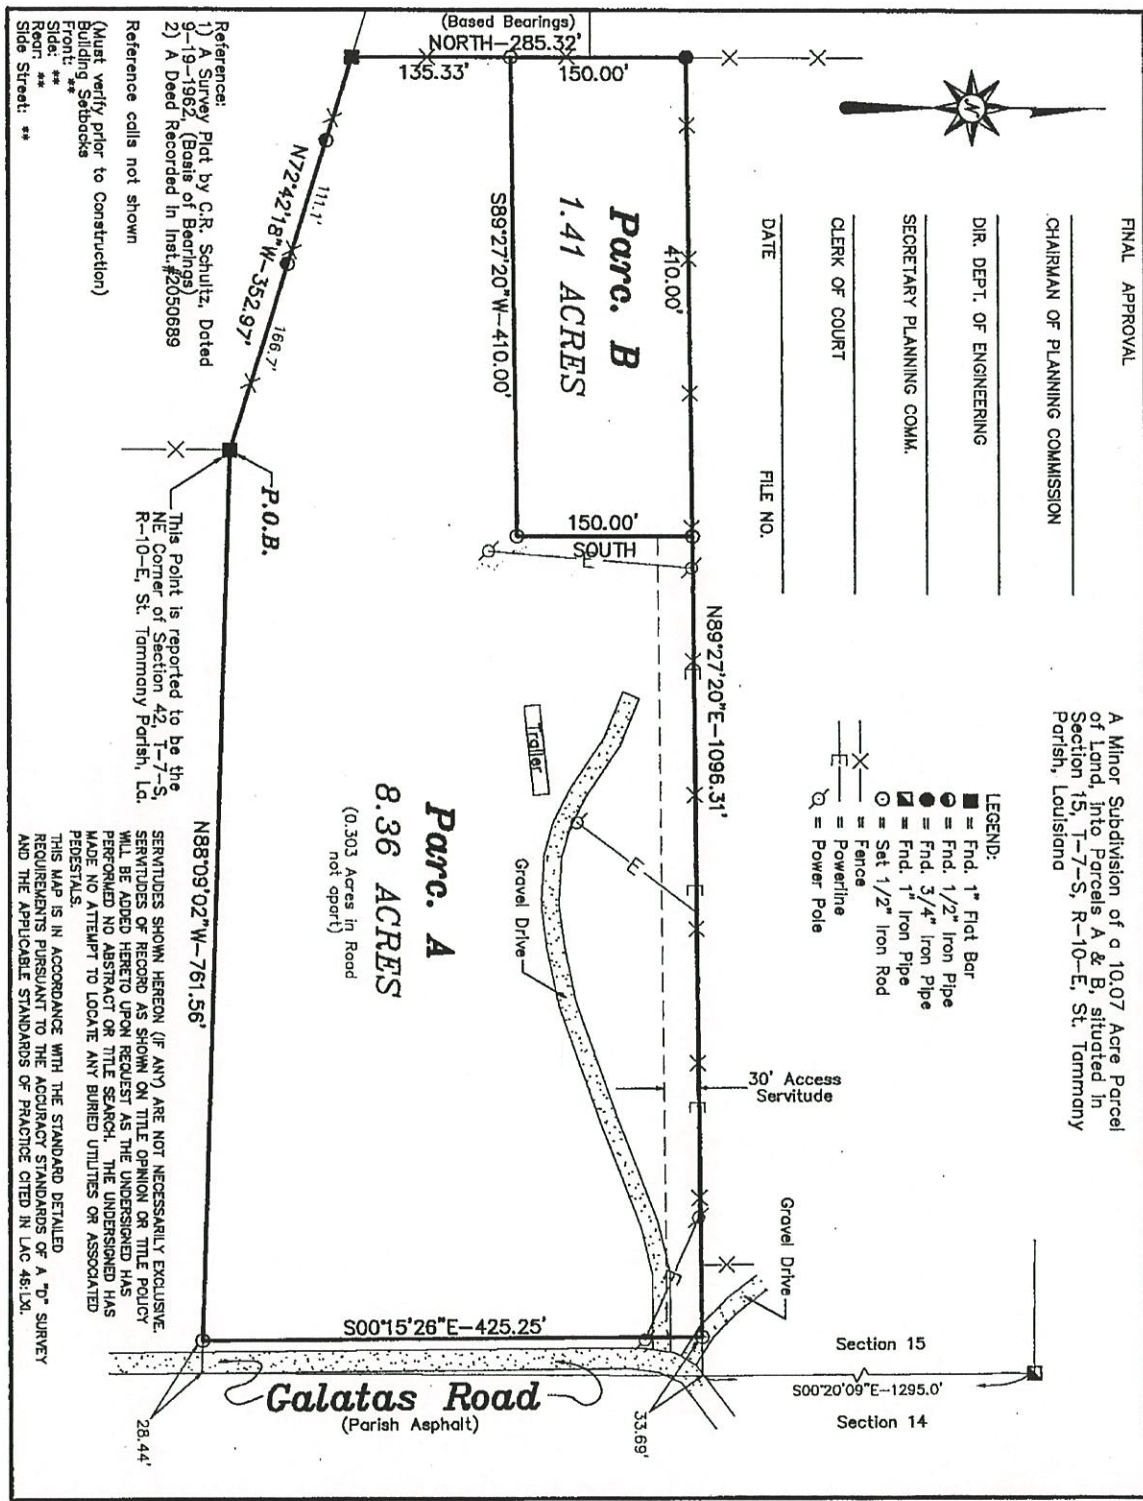 A Minor Subdivision of a 10.07 Acre Parcel
of Land, into Parcels A & B, situated in
Section 15, T-7-S, R-10-E, St. Tammany
Parish, Louisiana
FINAL APPROVAL
CHAIRMAN OF PLANNING COMMISSION
DIR. DEPT. OF ENGINEERING
SECRETARY PLANNING COMM.
CLERK OF COURT
DATE
FILE NO.
N
LEGEND:
= Fnd. 1" Flat Bar
= Fnd. 1/2" Iron Pipe
= Fnd. 3/4" Iron Pipe
= Fnd. 1" Iron Pipe
= Set 1/2" Iron Rod
= Fence
E = Powerline
= Power Pole
(Based Bearings)
NORTH-285.32'
135.33'
150.00'
410.00'
Parc. B
1.41 ACRES
S89°27'20"W-410.00'
150.00'
SOUTH
E
N89°27'20"E-1096.31'
E
E
E
E
E
30' Access
Servitude
Gravel Drive
Gravel Drive
Trailer
Parc. A
8.36 ACRES
(0.303 Acres in Road
not apart)
111.1'
166.7'
N72°42'18"W-352.97'
P.O.B.
This Point is reported to be the
NE Corner of Section 42, T-7-S,
R-10-E, St. Tammany Parish, La.
N88°09'02"W-761.56'
S00°15'26"E-425.25'
Galatas Road
(Parish Asphalt)
28.44'
33.69'
Section 15
S00°20'09"E-1295.0'
Section 14
Reference:
1) A Survey Plat by C.R. Schultz, Dated
9-19-1962, (Basis of Bearings)
2) A Deed Recorded in Inst.#2050689
Reference calls not shown
(Must verify prior to Construction)
Building Setbacks
Front: **
Side: **
Rear: **
Side Street: **
SERVITUDES SHOWN HEREON (IF ANY) ARE NOT NECESSARILY EXCLUSIVE.
SERVITUDES OF RECORD AS SHOWN ON TITLE OPINION OR TITLE POLICY
WILL BE ADDED HERETO UPON REQUEST AS THE UNDERSIGNED HAS
PERFORMED NO ABSTRACT OR TITLE SEARCH. THE UNDERSIGNED HAS
MADE NO ATTEMPT TO LOCATE ANY BURIED UTILITIES OR ASSOCIATED
PEDESTALS.
THIS MAP IS IN ACCORDANCE WITH THE STANDARD DETAILED
REQUIREMENTS PURSUANT TO THE ACCURACY STANDARDS OF A "D" SURVEY
AND THE APPLICABLE STANDARDS OF PRACTICE CITED IN LAC 46:LXI.